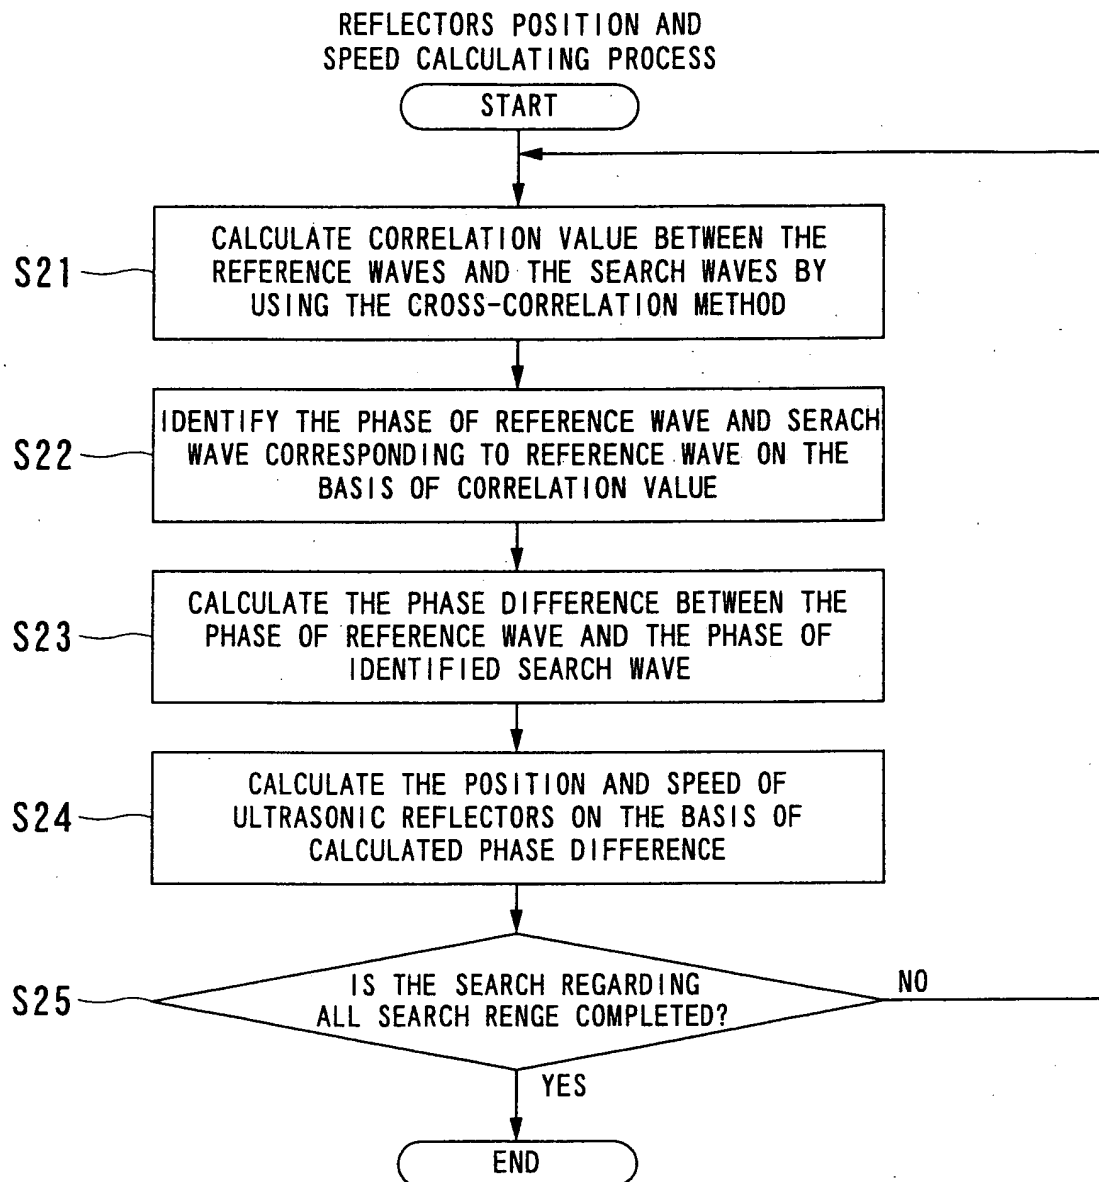 REFLECTORS POSITION AND
SPEED CALCULATING PROCESS
START
S21
CALCULATE CORRELATION VALUE BETWEEN THE
REFERENCE WAVES AND THE SEARCH WAVES BY
USING THE CROSS-CORRELATION METHOD
S22
IDENTIFY THE PHASE OF REFERENCE WAVE AND SERACH
WAVE CORRESPONDING TO REFERENCE WAVE ON THE
BASIS OF CORRELATION VALUE
S23
CALCULATE THE PHASE DIFFERENCE BETWEEN THE
PHASE OF REFERENCE WAVE AND THE PHASE OF
IDENTIFIED SEARCH WAVE
S24
CALCULATE THE POSITION AND SPEED OF
ULTRASONIC REFLECTORS ON THE BASIS OF
CALCULATED PHASE DIFFERENCE
S25
IS THE SEARCH REGARDING
ALL SEARCH RENGE COMPLETED?
NO
YES
END